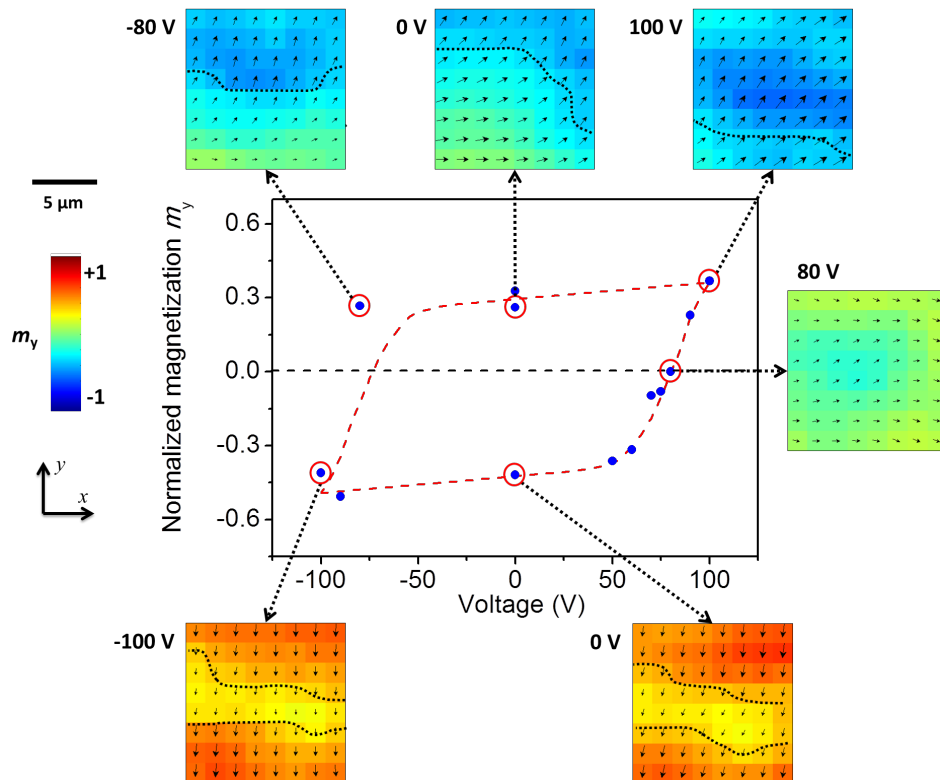 -80 V
0 V
100 V
5 μm
+1
m_y
-1
y
x
Normalized magnetization m_y
0.6
0.3
0.0
-0.3
-0.6
-100
-50
0
50
100
Voltage (V)
80 V
-100 V
0 V